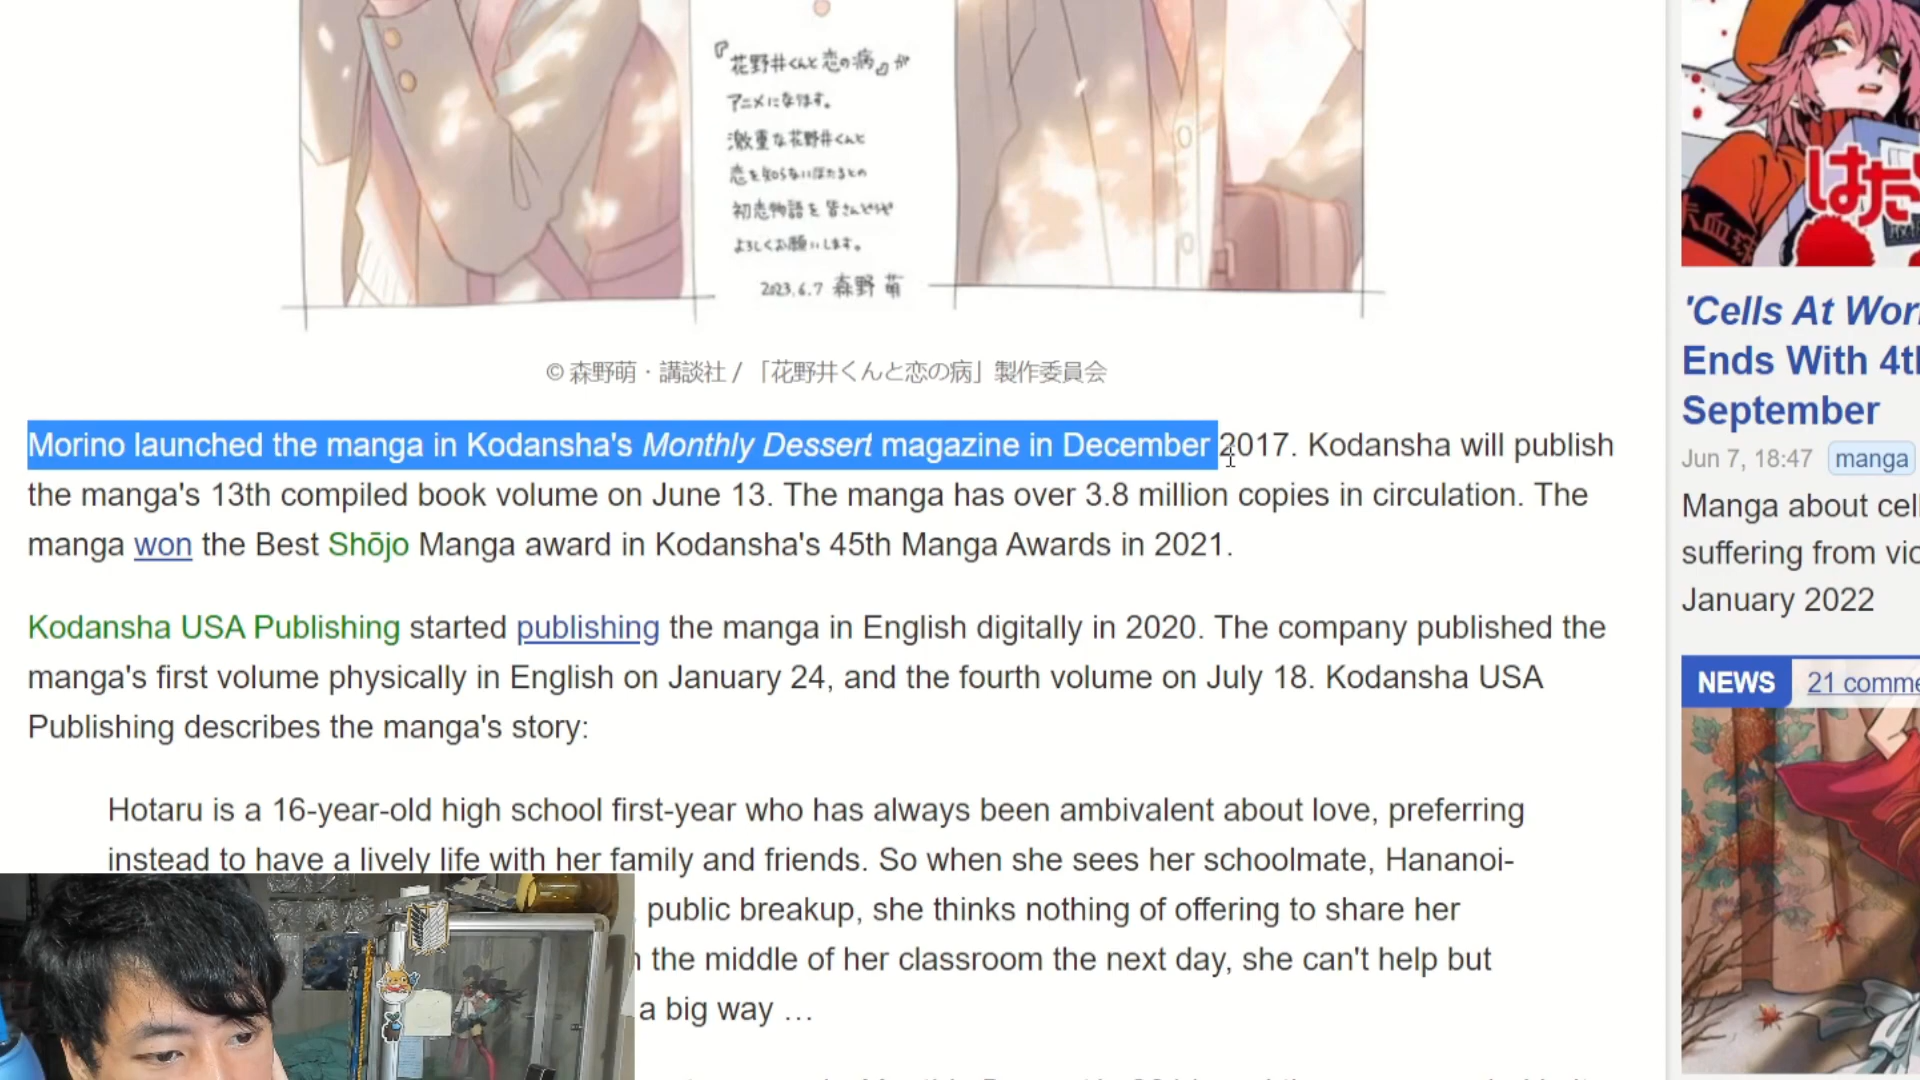 『花野井くんと恋の病』が
アニメになります。
激重な花野井くんと
恋を知らないほたるとの
初恋物語を皆さんどうぞ
よろしくお願いします。
2023.6.7 森野 萌
© 森野萌・講談社 / 「花野井くんと恋の病」製作委員会
Morino launched the manga in Kodansha's Monthly Dessert magazine in December 2017. Kodansha will publish
the manga's 13th compiled book volume on June 13. The manga has over 3.8 million copies in circulation. The
manga won the Best Shōjo Manga award in Kodansha's 45th Manga Awards in 2021.
Kodansha USA Publishing started publishing the manga in English digitally in 2020. The company published the
manga's first volume physically in English on January 24, and the fourth volume on July 18. Kodansha USA
Publishing describes the manga's story:
Hotaru is a 16-year-old high school first-year who has always been ambivalent about love, preferring
instead to have a lively life with her family and friends. So when she sees her schoolmate, Hananoi-
public breakup, she thinks nothing of offering to share her
the middle of her classroom the next day, she can't help but
a big way …
はた
'Cells At Wor
Ends With 4t
September
Jun 7, 18:47 manga
Manga about cel
suffering from vi
January 2022
NEWS 21 comme